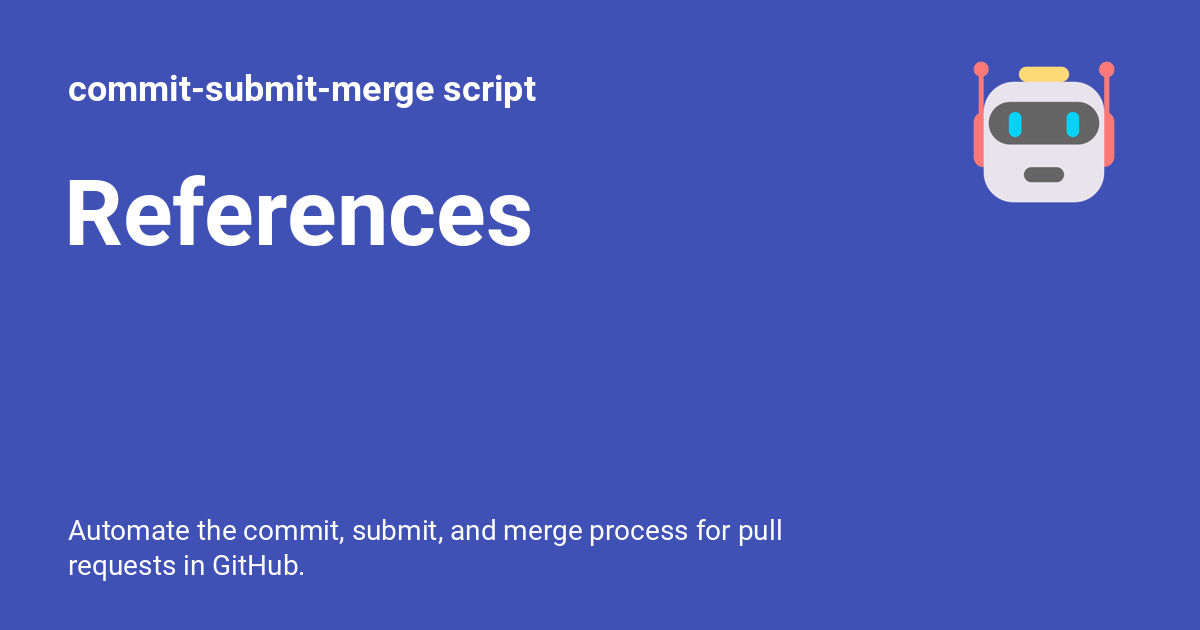 commit-submit-merge script
References
Automate the commit, submit, and merge process for pull
requests in GitHub.